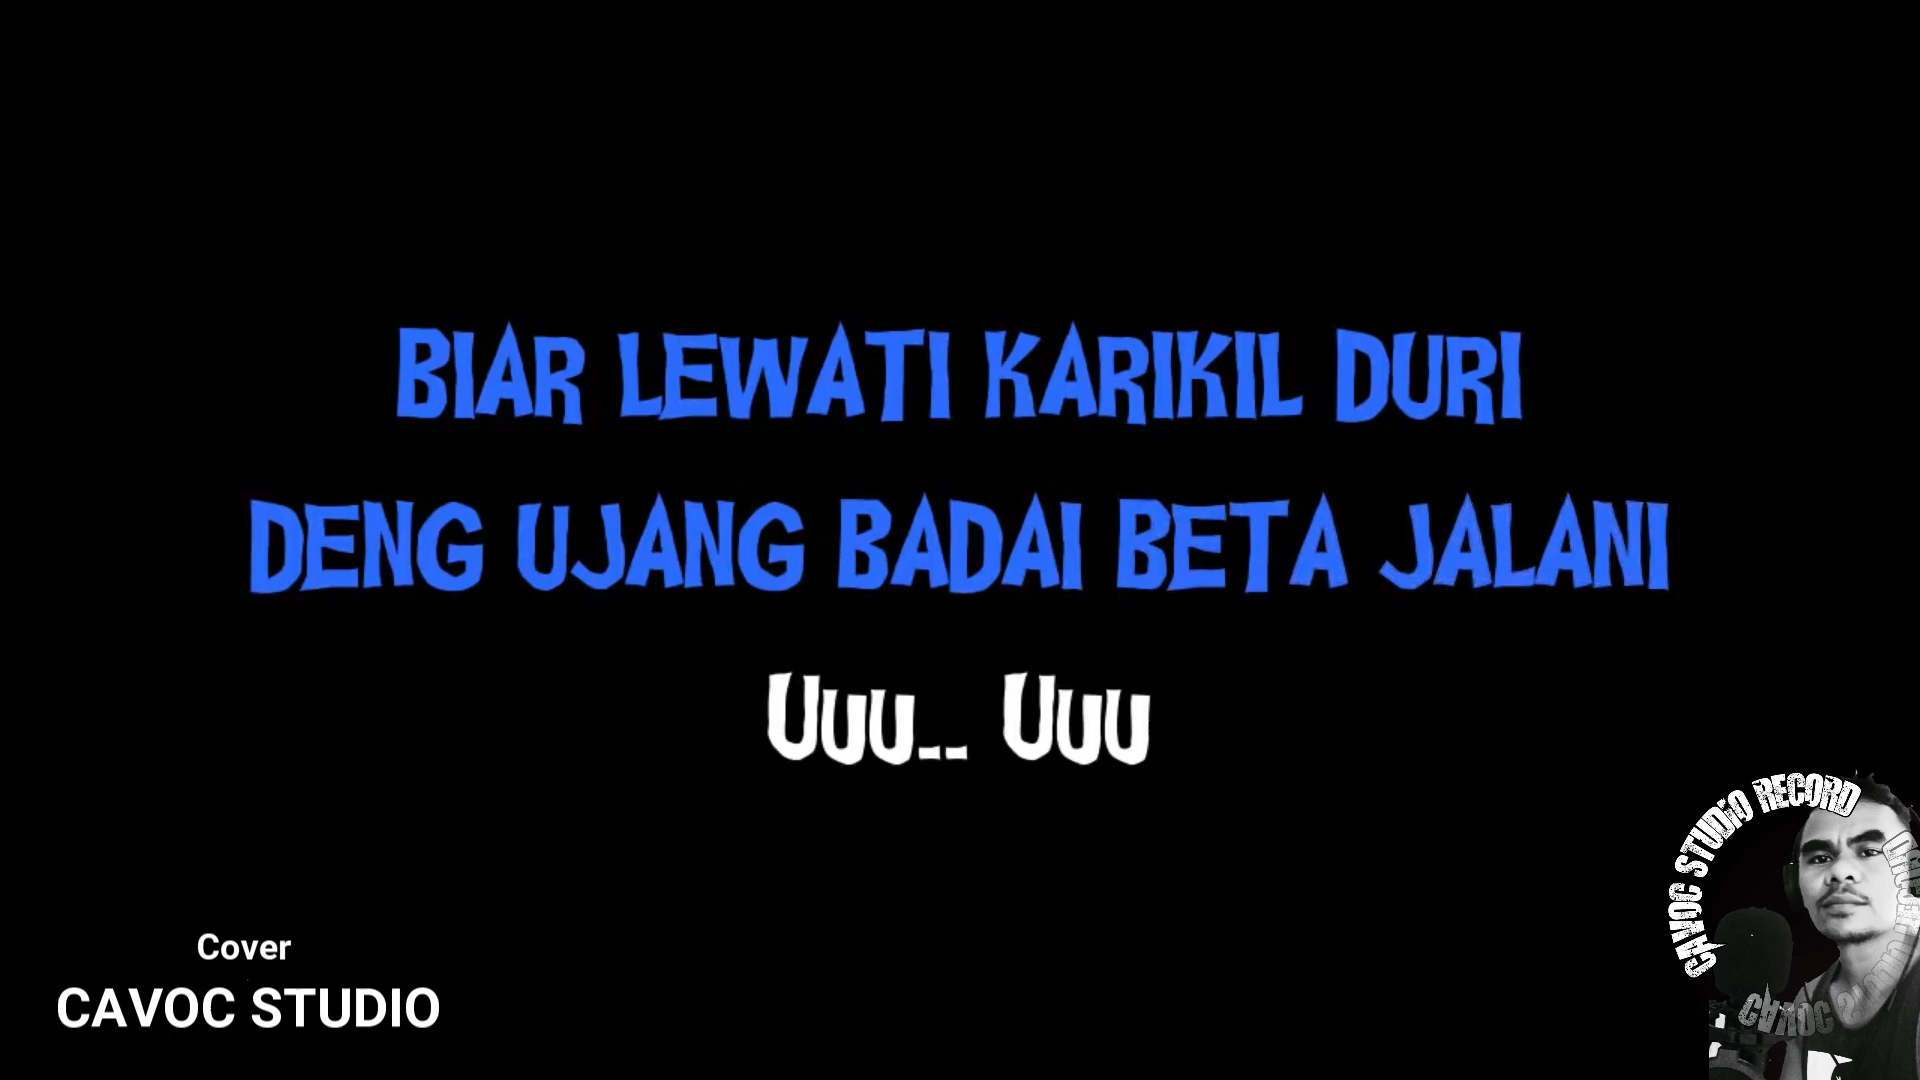 BIAR LEWATI KARIKIL DURI
DENG UJANG BADAI BETA JALANI
Uuu.. Uuu
CAVOC STUDIO RECORD
Cover
CAVOC STUDIO